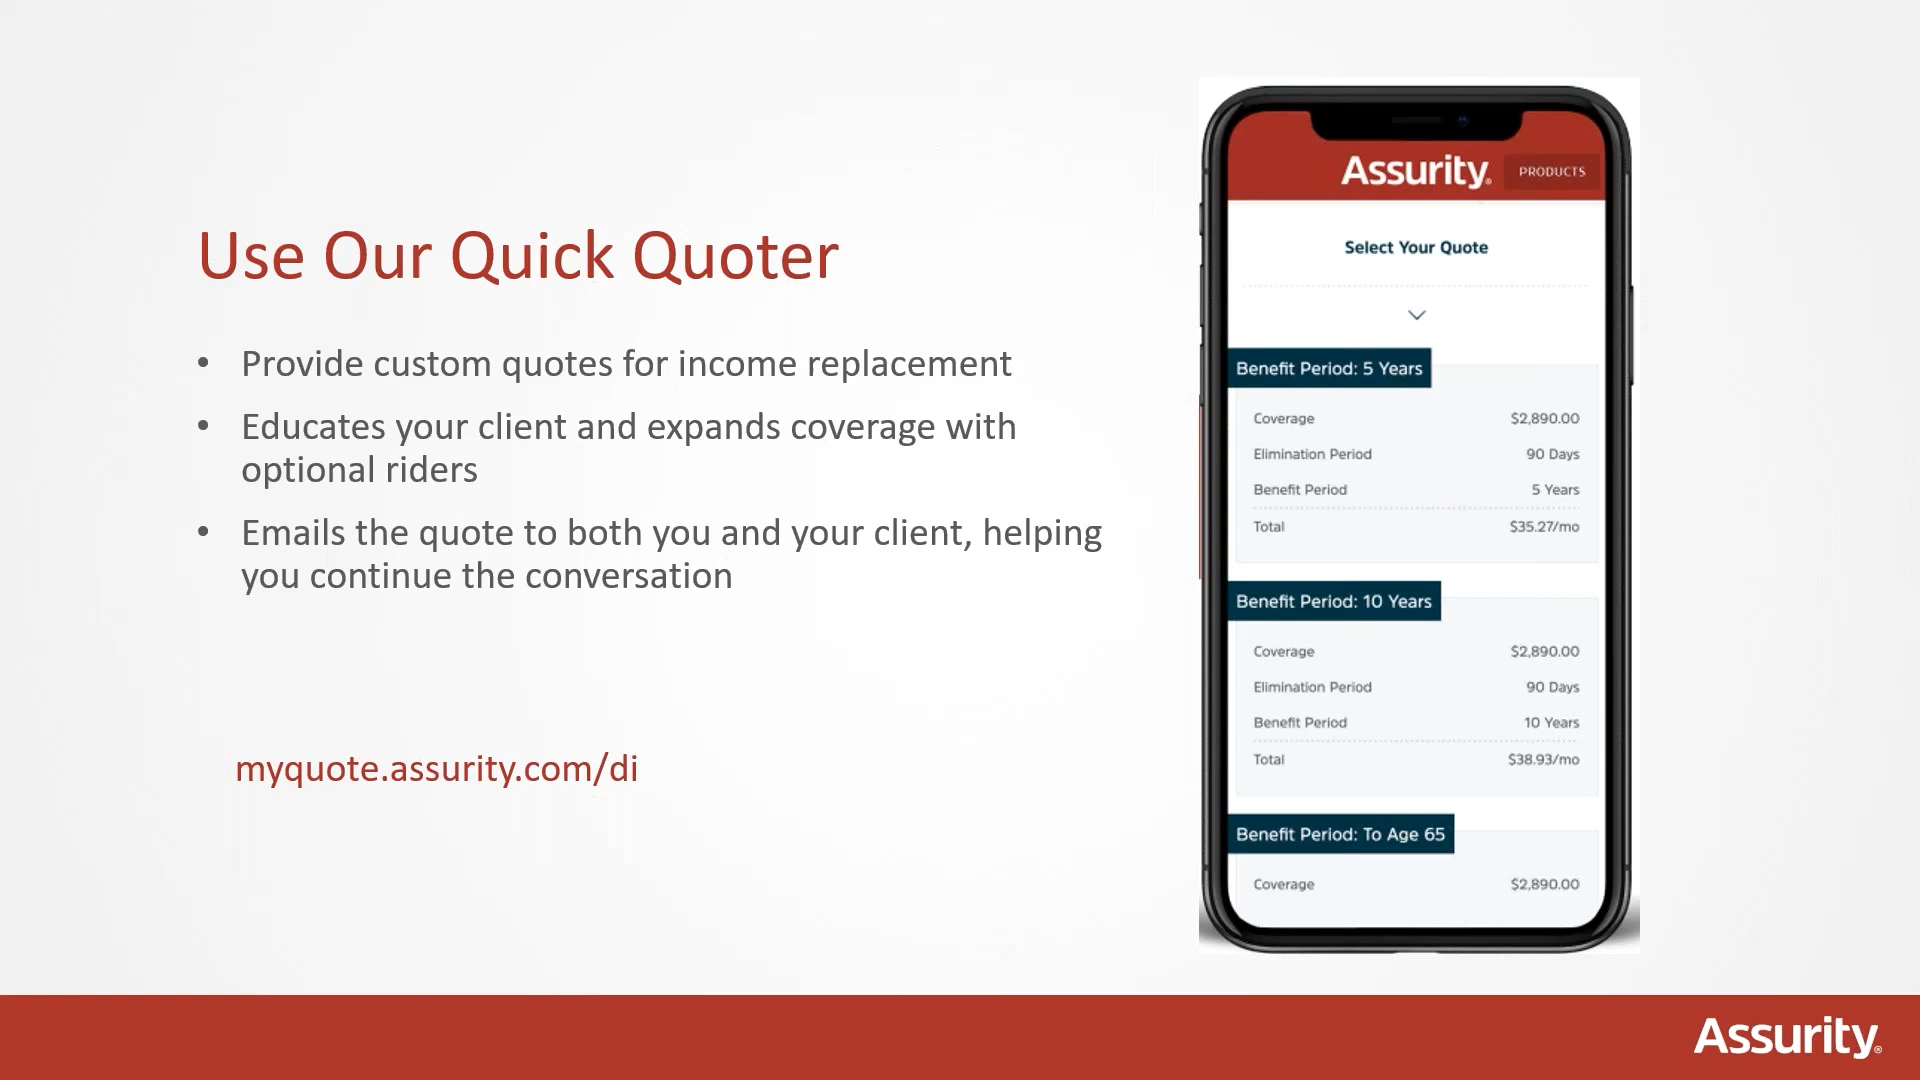 Use Our Quick Quoter
• Provide custom quotes for income replacement
• Educates your client and expands coverage with
optional riders
• Emails the quote to both you and your client, helping
you continue the conversation
myquote.assurity.com/di
Assurity® PRODUCTS
Select Your Quote
Benefit Period: 5 Years
Coverage $2,890.00
Elimination Period 90 Days
Benefit Period 5 Years
Total $35.27/mo
Benefit Period: 10 Years
Coverage $2,890.00
Elimination Period 90 Days
Benefit Period 10 Years
Total $38.93/mo
Benefit Period: To Age 65
Coverage $2,890.00
Assurity®